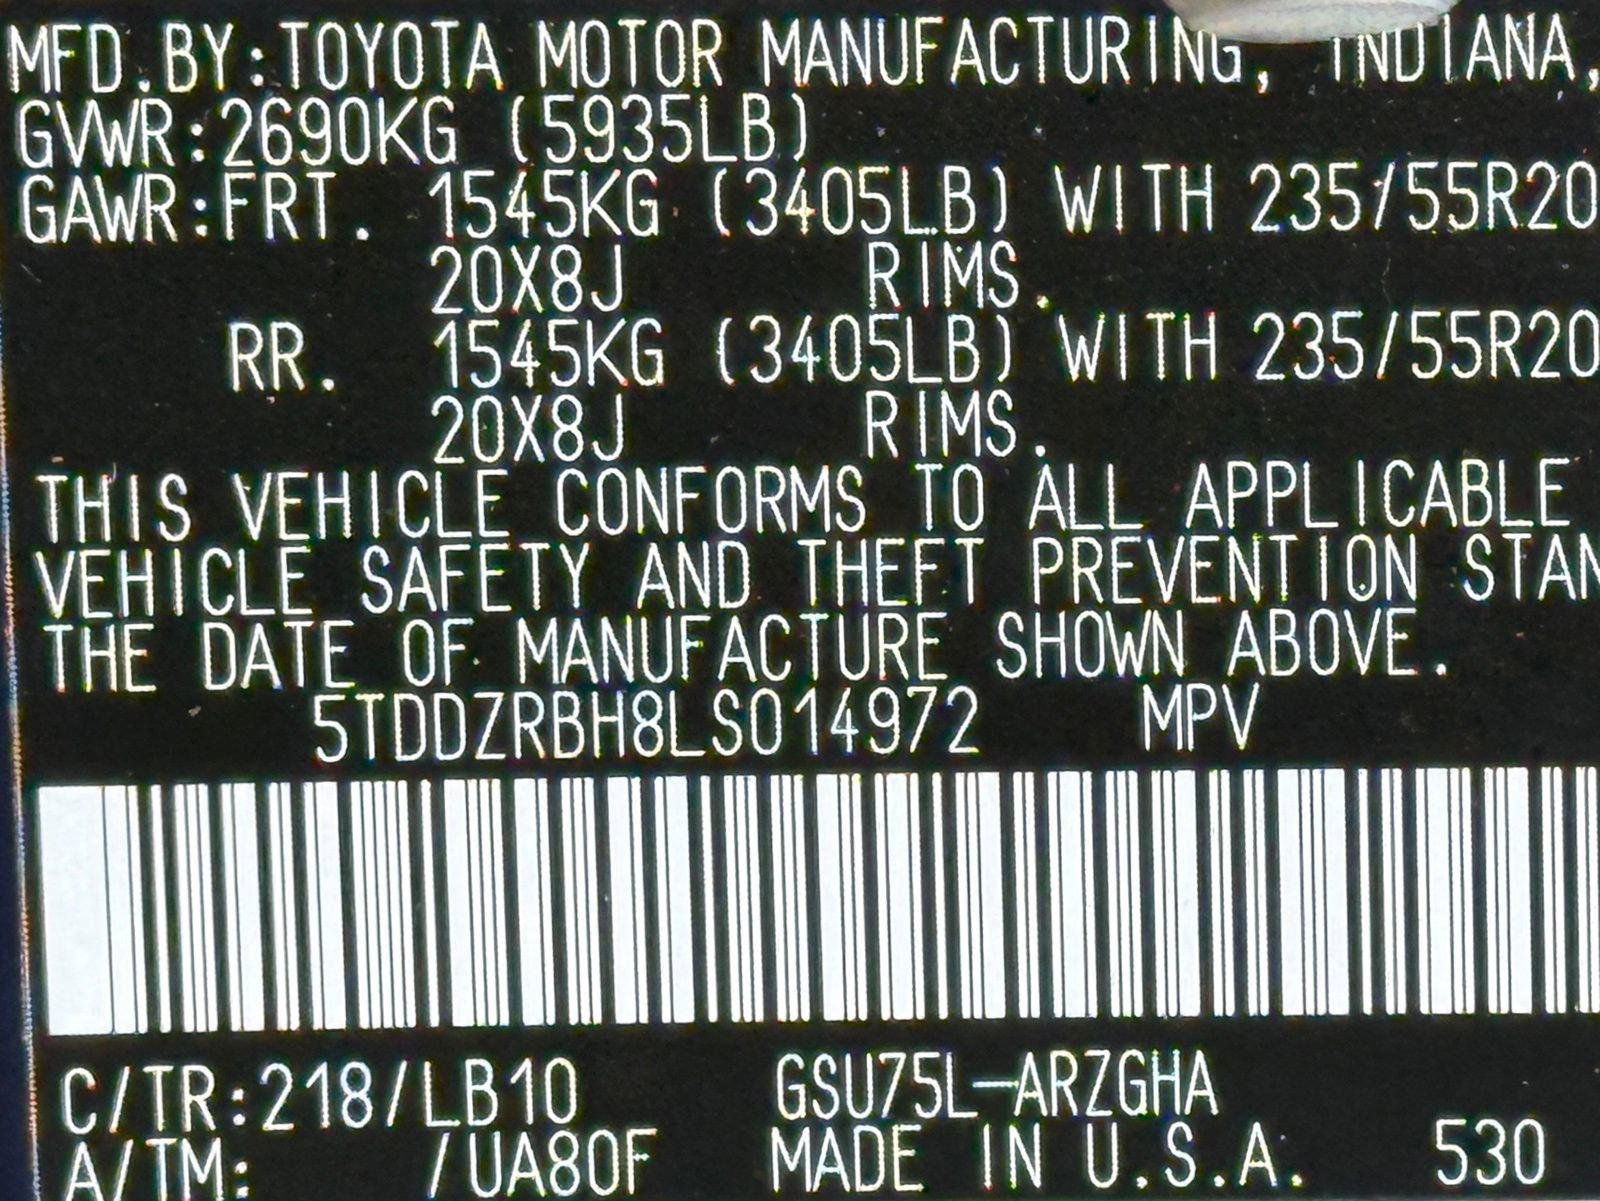 MFD.BY:TOYOTA MOTOR MANUFACTURING, INDIANA,
GVWR:2690KG (5935LB)
GAWR:FRT. 1545KG (3405LB) WITH 235/55R20
20X8J RIMS.
RR. 1545KG (3405LB) WITH 235/55R20
20X8J RIMS.
THIS VEHICLE CONFORMS TO ALL APPLICABLE
VEHICLE SAFETY AND THEFT PREVENTION STAN
THE DATE OF MANUFACTURE SHOWN ABOVE.
5TDDZRBH8LS014972 MPV
C/TR:218/LB10 GSU75L-ARZGHA
A/TM: /UA80F MADE IN U.S.A. 530